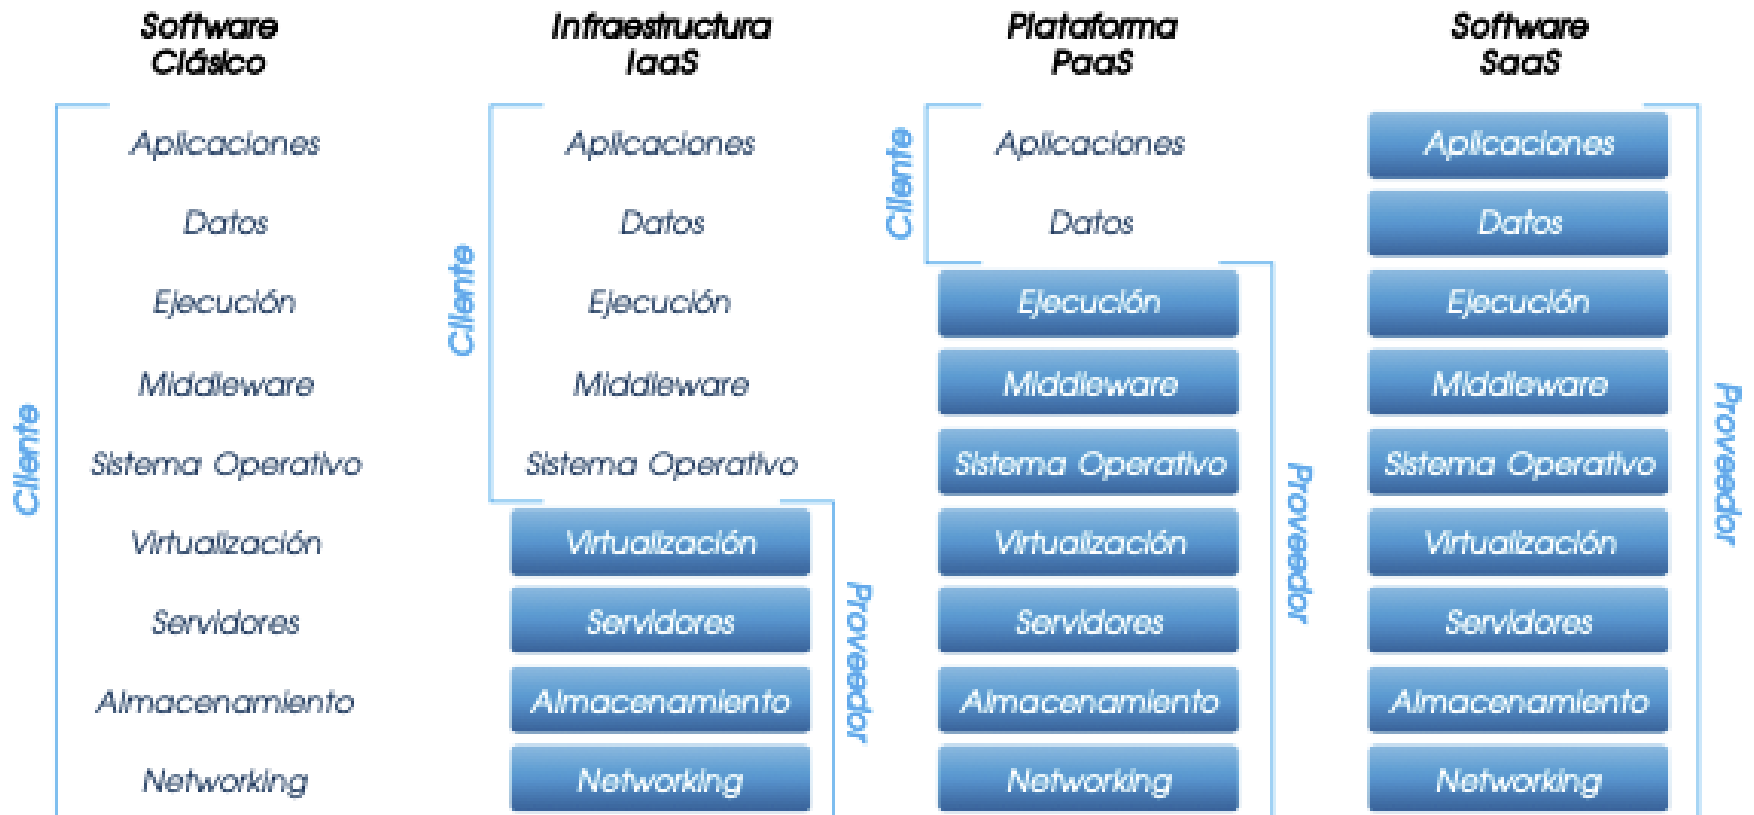 Software
Clásico
Cliente
Aplicaciones
Datos
Ejecución
Middleware
Sistema Operativo
Virtualización
Servidores
Almacenamiento
Networking
Infraestructura
IaaS
Cliente
Aplicaciones
Datos
Ejecución
Middleware
Sistema Operativo
Virtualización
Servidores
Almacenamiento
Networking
Proveedor
Plataforma
PaaS
Cliente
Aplicaciones
Datos
Ejecución
Middleware
Sistema Operativo
Virtualización
Servidores
Almacenamiento
Networking
Proveedor
Software
SaaS
Aplicaciones
Datos
Ejecución
Middleware
Sistema Operativo
Virtualización
Servidores
Almacenamiento
Networking
Proveedor